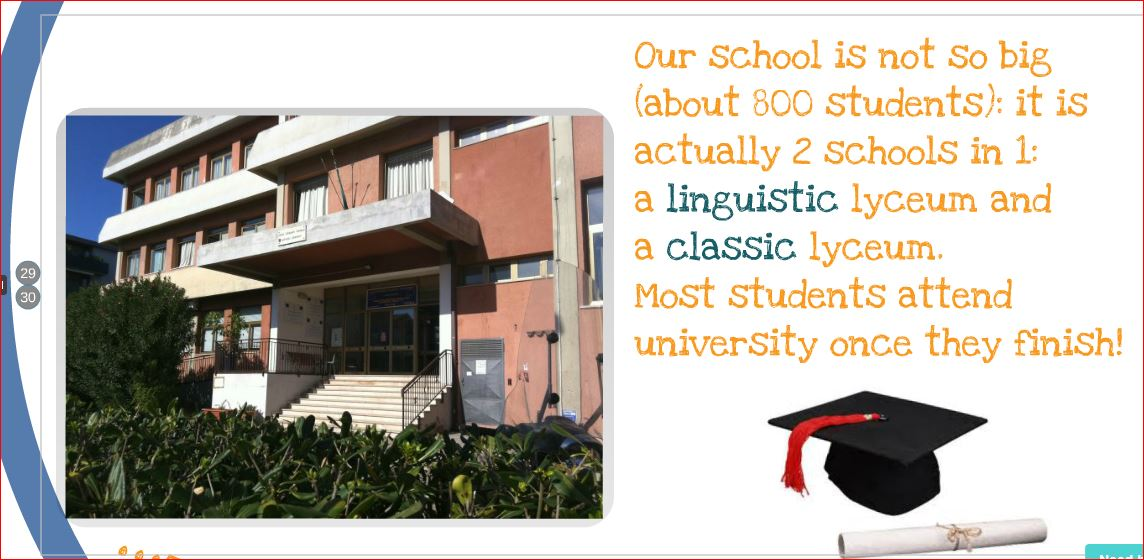 Our school is not so big
(about 800 students): it is
actually 2 schools in 1:
a linguistic lyceum and
a classic lyceum.
Most students attend
university once they finish!
29
30